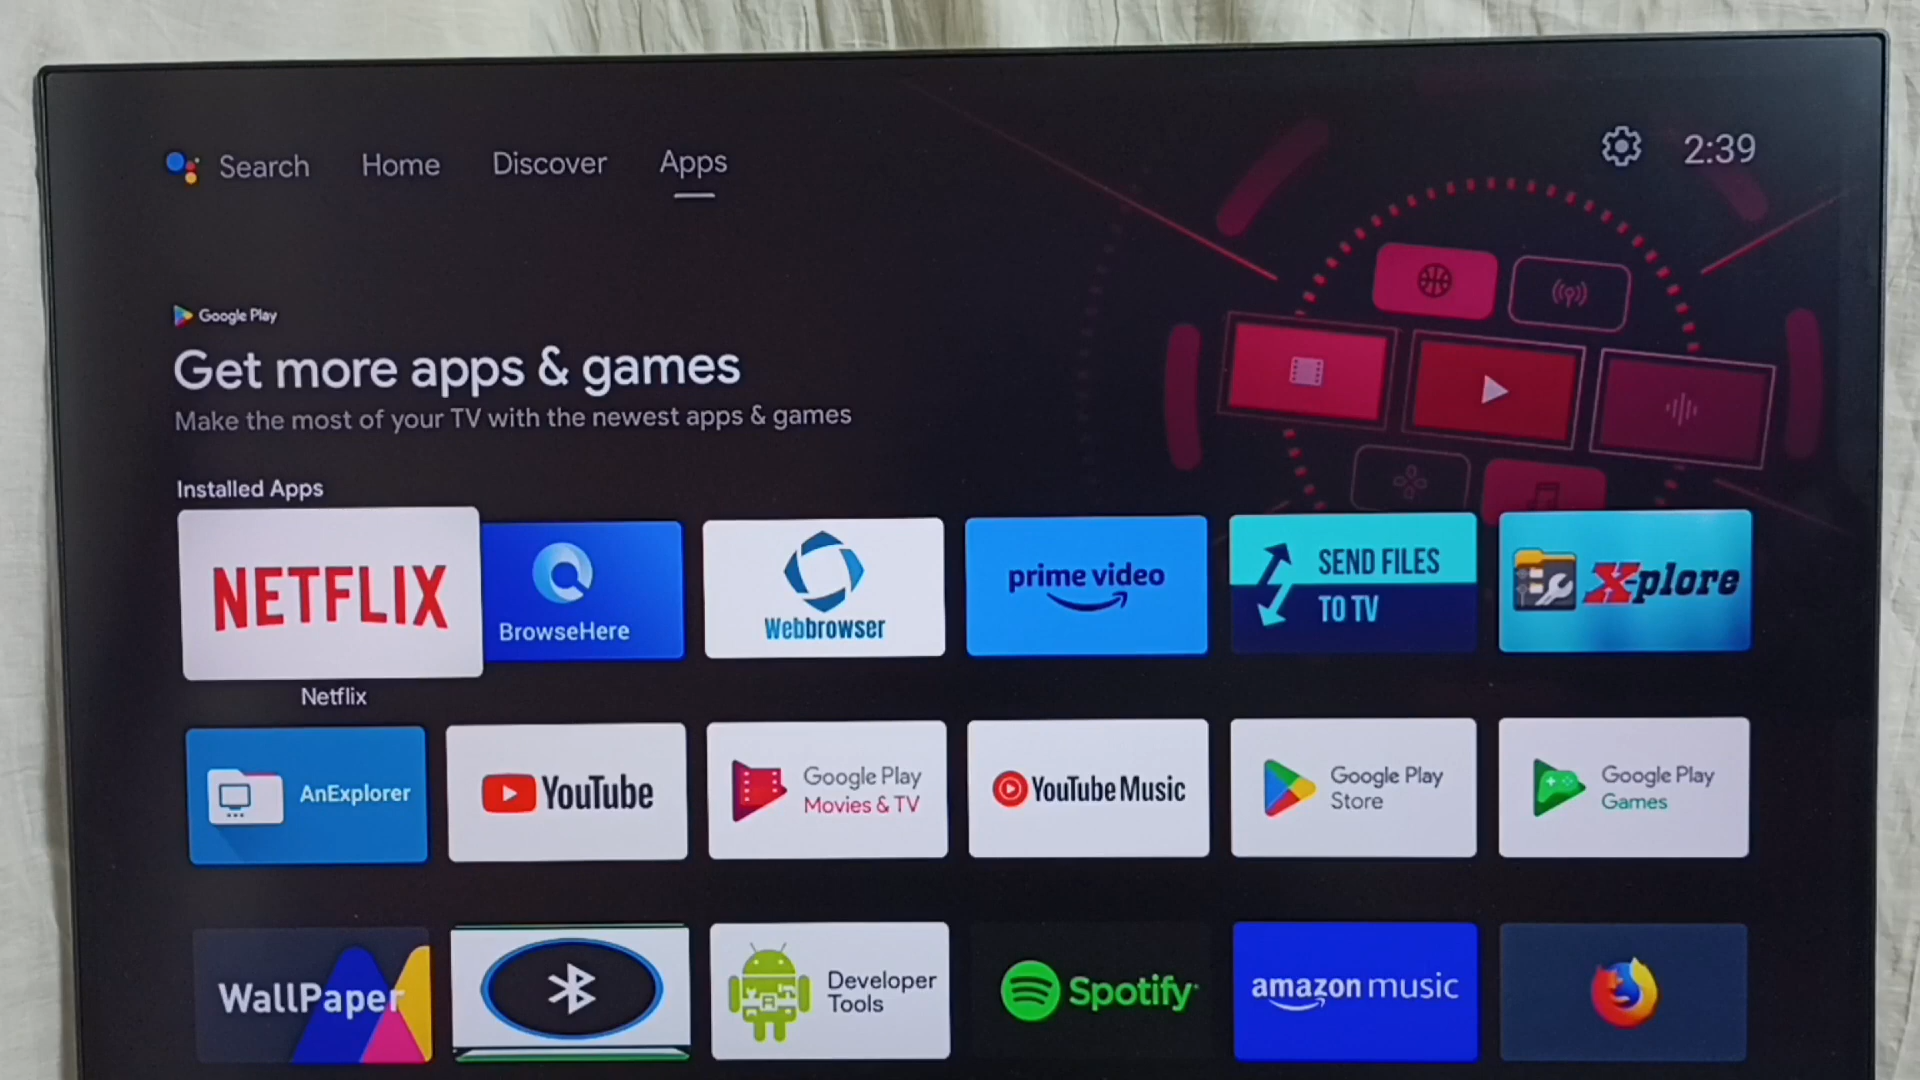 Search Home Discover Apps 2:39
Google Play
Get more apps & games
Make the most of your TV with the newest apps & games
Installed Apps
NETFLIX
BrowseHere
Webbrowser
prime video
SEND FILES
TO TV
X-plore
Netflix
AnExplorer
YouTube
Google Play
Movies & TV
YouTube Music
Google Play
Store
Google Play
Games
WallPaper
Developer
Tools
Spotify
amazon music